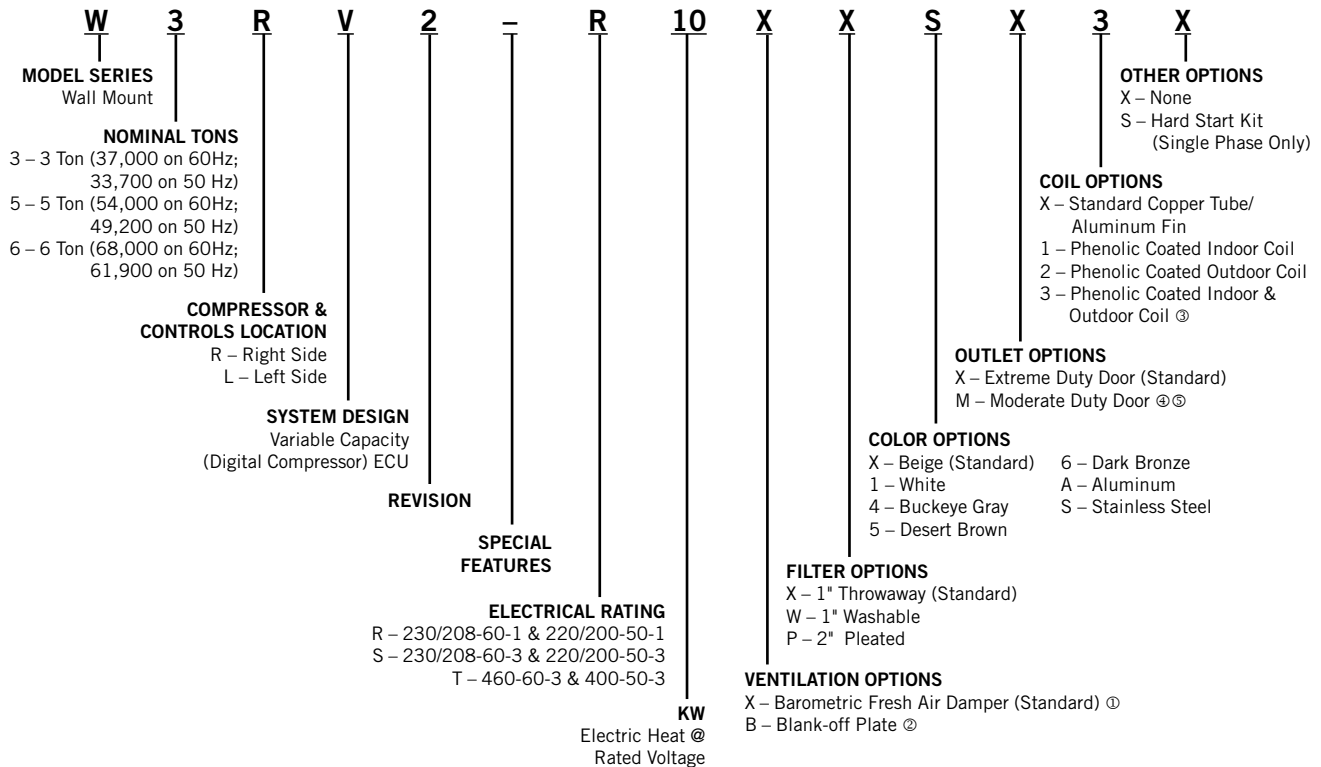 W 3 R V 2 – R 10 X X S X 3 X
MODEL SERIES
Wall Mount
NOMINAL TONS
3 – 3 Ton (37,000 on 60Hz;
33,700 on 50 Hz)
5 – 5 Ton (54,000 on 60Hz;
49,200 on 50 Hz)
6 – 6 Ton (68,000 on 60Hz;
61,900 on 50 Hz)
COMPRESSOR &
CONTROLS LOCATION
R – Right Side
L – Left Side
SYSTEM DESIGN
Variable Capacity
(Digital Compressor) ECU
REVISION
SPECIAL
FEATURES
ELECTRICAL RATING
R – 230/208-60-1 & 220/200-50-1
S – 230/208-60-3 & 220/200-50-3
T – 460-60-3 & 400-50-3
KW
Electric Heat @
Rated Voltage
VENTILATION OPTIONS
X – Barometric Fresh Air Damper (Standard) ①
B – Blank-off Plate ②
FILTER OPTIONS
X – 1" Throwaway (Standard)
W – 1" Washable
P – 2" Pleated
COLOR OPTIONS
X – Beige (Standard)
1 – White
4 – Buckeye Gray
5 – Desert Brown
6 – Dark Bronze
A – Aluminum
S – Stainless Steel
OUTLET OPTIONS
X – Extreme Duty Door (Standard)
M – Moderate Duty Door ④⑤
COIL OPTIONS
X – Standard Copper Tube/
Aluminum Fin
1 – Phenolic Coated Indoor Coil
2 – Phenolic Coated Outdoor Coil
3 – Phenolic Coated Indoor &
Outdoor Coil ③
OTHER OPTIONS
X – None
S – Hard Start Kit
(Single Phase Only)